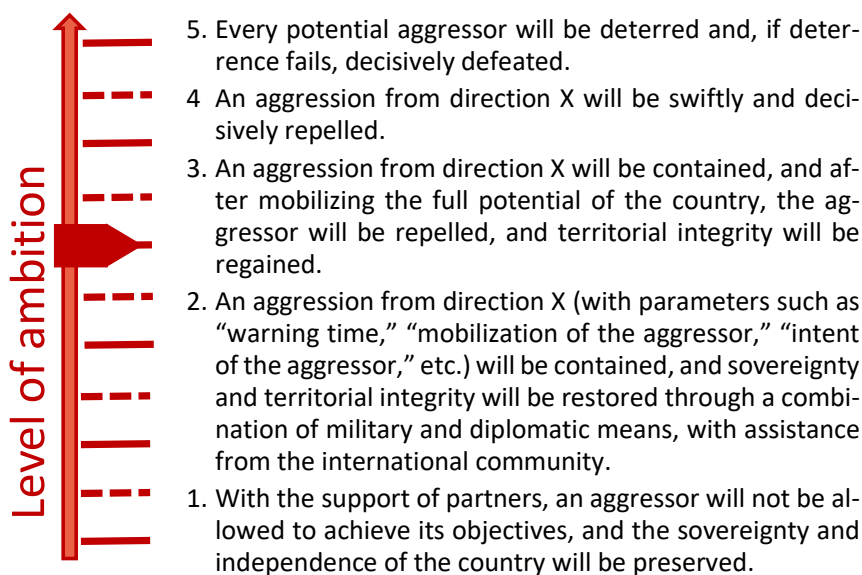 Level of ambition
5. Every potential aggressor will be deterred and, if deter-
rence fails, decisively defeated.
4 An aggression from direction X will be swiftly and deci-
sively repelled.
3. An aggression from direction X will be contained, and af-
ter mobilizing the full potential of the country, the ag-
gressor will be repelled, and territorial integrity will be
regained.
2. An aggression from direction X (with parameters such as
“warning time,” “mobilization of the aggressor,” “intent
of the aggressor,” etc.) will be contained, and sovereignty
and territorial integrity will be restored through a combi-
nation of military and diplomatic means, with assistance
from the international community.
1. With the support of partners, an aggressor will not be al-
lowed to achieve its objectives, and the sovereignty and
independence of the country will be preserved.